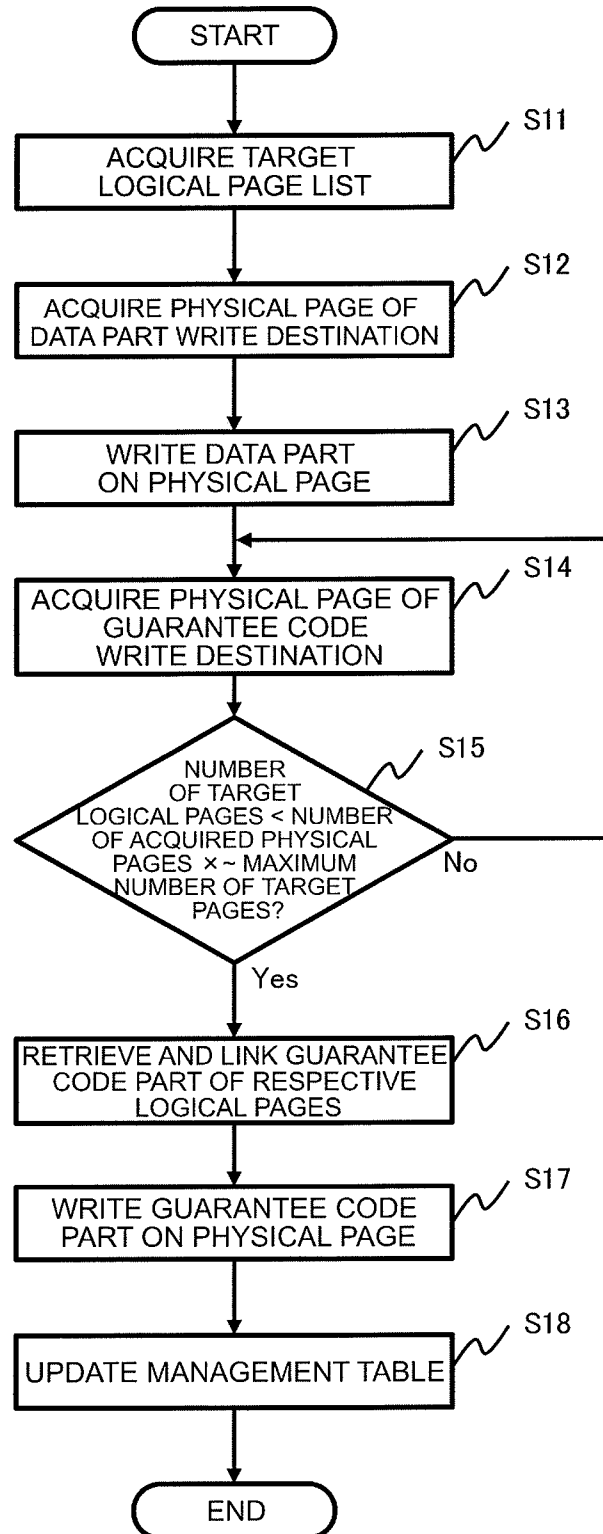 START
S11
ACQUIRE TARGET
LOGICAL PAGE LIST
S12
ACQUIRE PHYSICAL PAGE OF
DATA PART WRITE DESTINATION
S13
WRITE DATA PART
ON PHYSICAL PAGE
S14
ACQUIRE PHYSICAL PAGE OF
GUARANTEE CODE
WRITE DESTINATION
S15
NUMBER
OF TARGET
LOGICAL PAGES < NUMBER
OF ACQUIRED PHYSICAL
PAGES × ~ MAXIMUM
NUMBER OF TARGET
PAGES?
No
Yes
S16
RETRIEVE AND LINK GUARANTEE
CODE PART OF RESPECTIVE
LOGICAL PAGES
S17
WRITE GUARANTEE CODE
PART ON PHYSICAL PAGE
S18
UPDATE MANAGEMENT TABLE
END